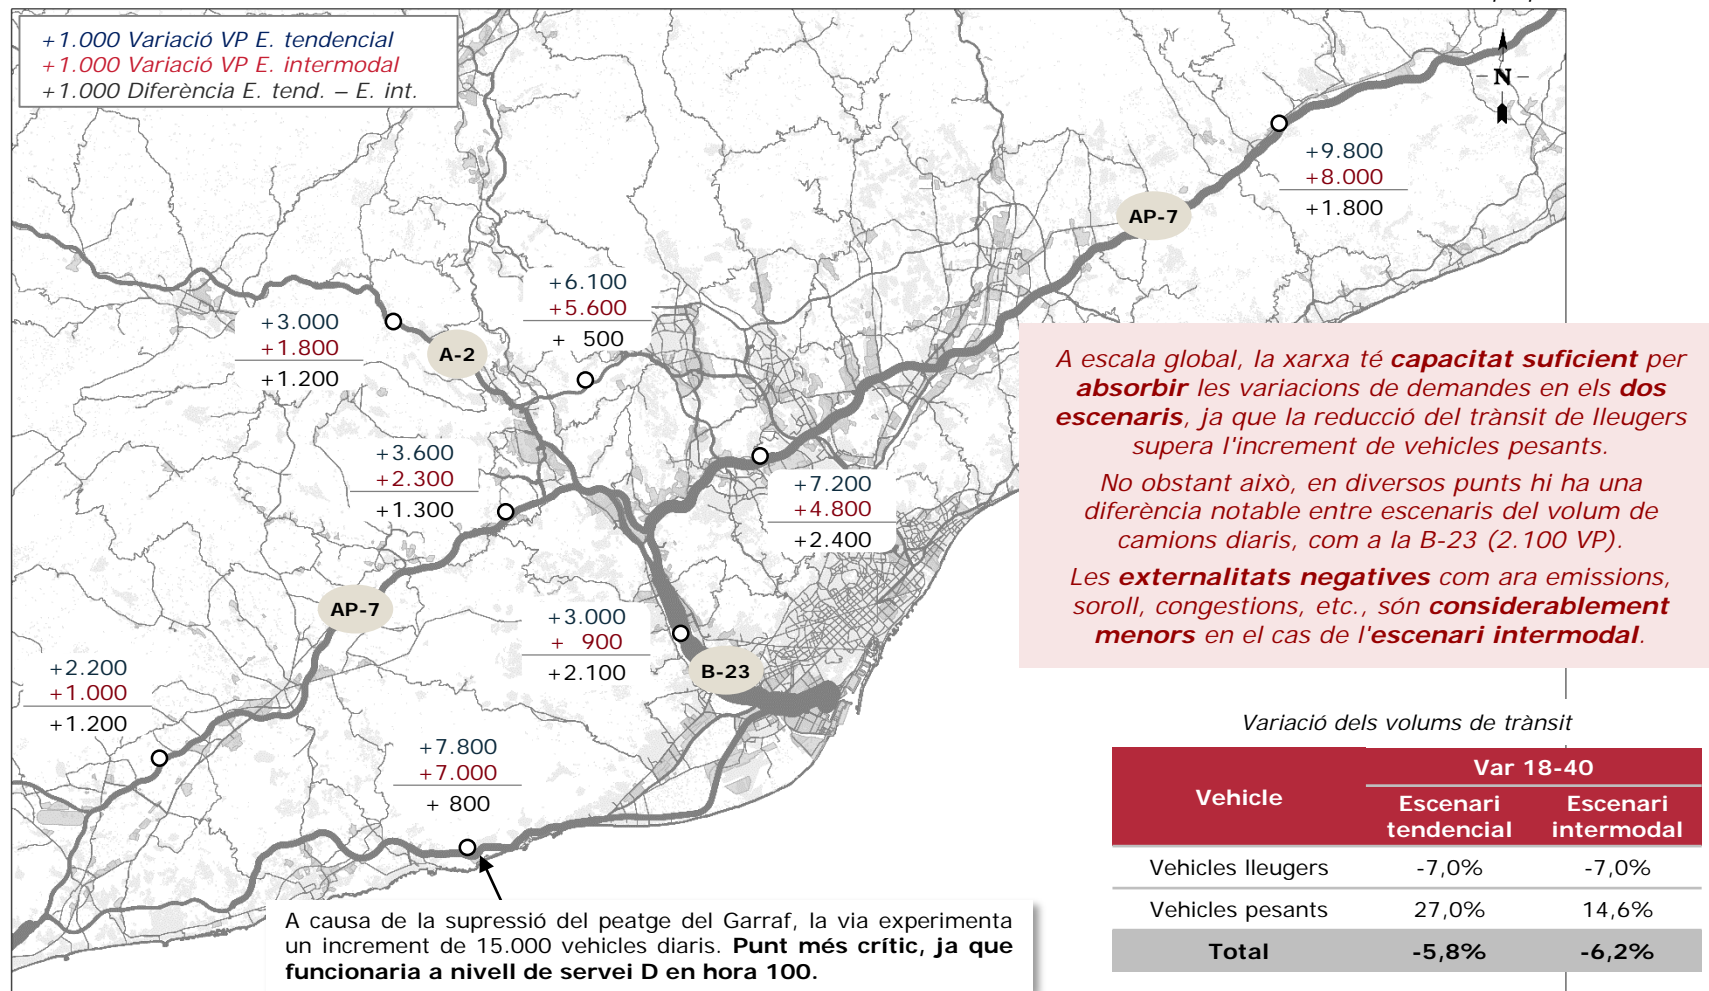 +1.000 Variació VP E. tendencial
+1.000 Variació VP E. intermodal
+1.000 Diferència E. tend. – E. int.
N
+9.800
+8.000
+1.800
AP-7
+6.100
+5.600
+ 500
+3.000
+1.800
+1.200
A-2
+3.600
+2.300
+1.300
+7.200
+4.800
+2.400
AP-7
+3.000
+ 900
+2.100
B-23
+2.200
+1.000
+1.200
+7.800
+7.000
+ 800
A causa de la supressió del peatge del Garraf, la via experimenta
un increment de 15.000 vehicles diaris. Punt més crític, ja que
funcionaria a nivell de servei D en hora 100.
A escala global, la xarxa té capacitat suficient per
absorbir les variacions de demandes en els dos
escenaris, ja que la reducció del trànsit de lleugers
supera l'increment de vehicles pesants.
No obstant això, en diversos punts hi ha una
diferència notable entre escenaris del volum de
camions diaris, com a la B-23 (2.100 VP).
Les externalitats negatives com ara emissions,
soroll, congestions, etc., són considerablement
menors en el cas de l'escenari intermodal.
Variació dels volums de trànsit
Vehicle
Var 18-40
Escenari tendencial
Escenari intermodal
Vehicles lleugers -7,0% -7,0%
Vehicles pesants 27,0% 14,6%
Total -5,8% -6,2%